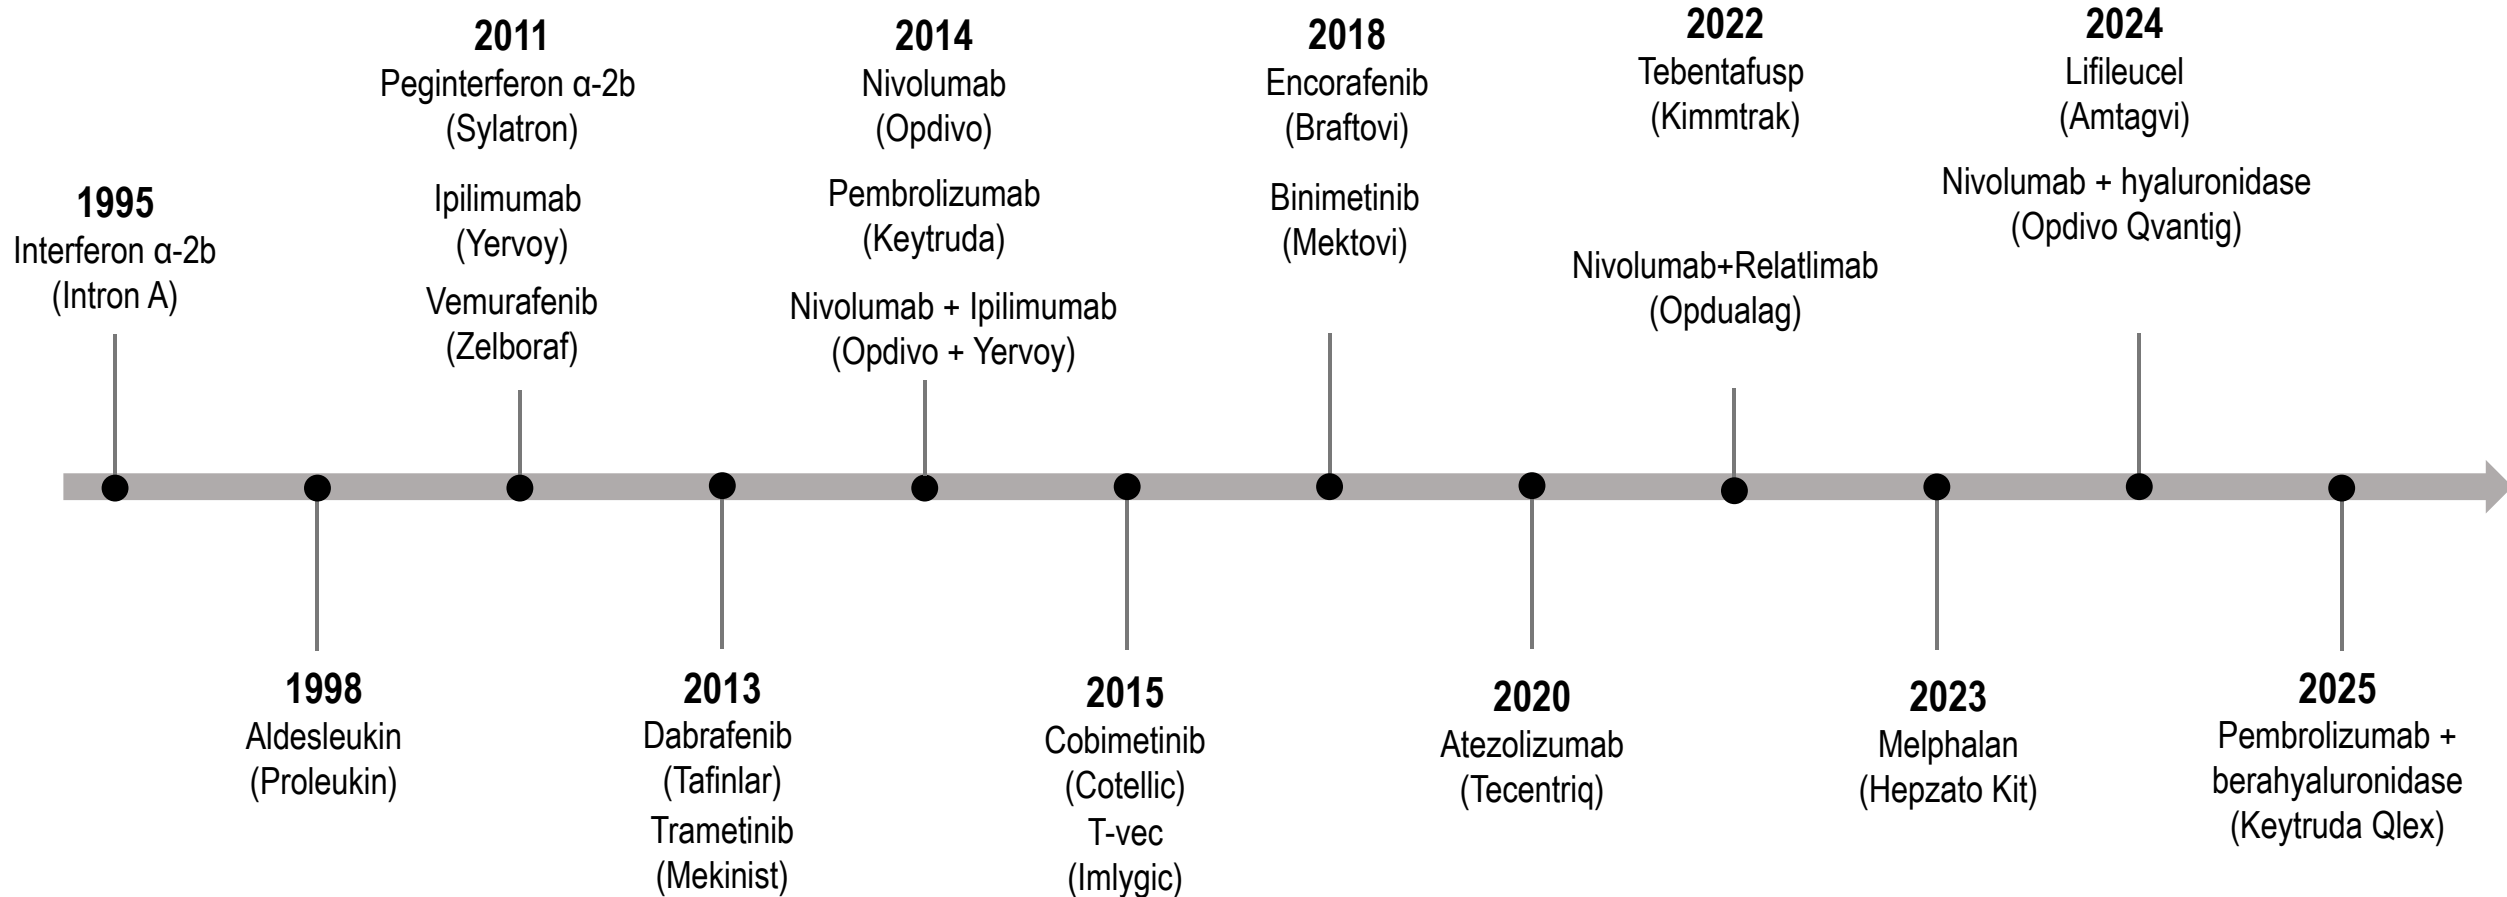 1995
Interferon α-2b
(Intron A)
1998
Aldesleukin
(Proleukin)
2011
Peginterferon α-2b
(Sylatron)
Ipilimumab
(Yervoy)
Vemurafenib
(Zelboraf)
2013
Dabrafenib
(Tafinlar)
Trametinib
(Mekinist)
2014
Nivolumab
(Opdivo)
Pembrolizumab
(Keytruda)
Nivolumab + Ipilimumab
(Opdivo + Yervoy)
2015
Cobimetinib
(Cotellic)
T-vec
(Imlygic)
2018
Encorafenib
(Braftovi)
Binimetinib
(Mektovi)
2020
Atezolizumab
(Tecentriq)
2022
Tebentafusp
(Kimmtrak)
Nivolumab+Relatlimab
(Opdualag)
2023
Melphalan
(Hepzato Kit)
2024
Lifileucel
(Amtagvi)
Nivolumab + hyaluronidase
(Opdivo Qvantig)
2025
Pembrolizumab +
berahyaluronidase
(Keytruda Qlex)